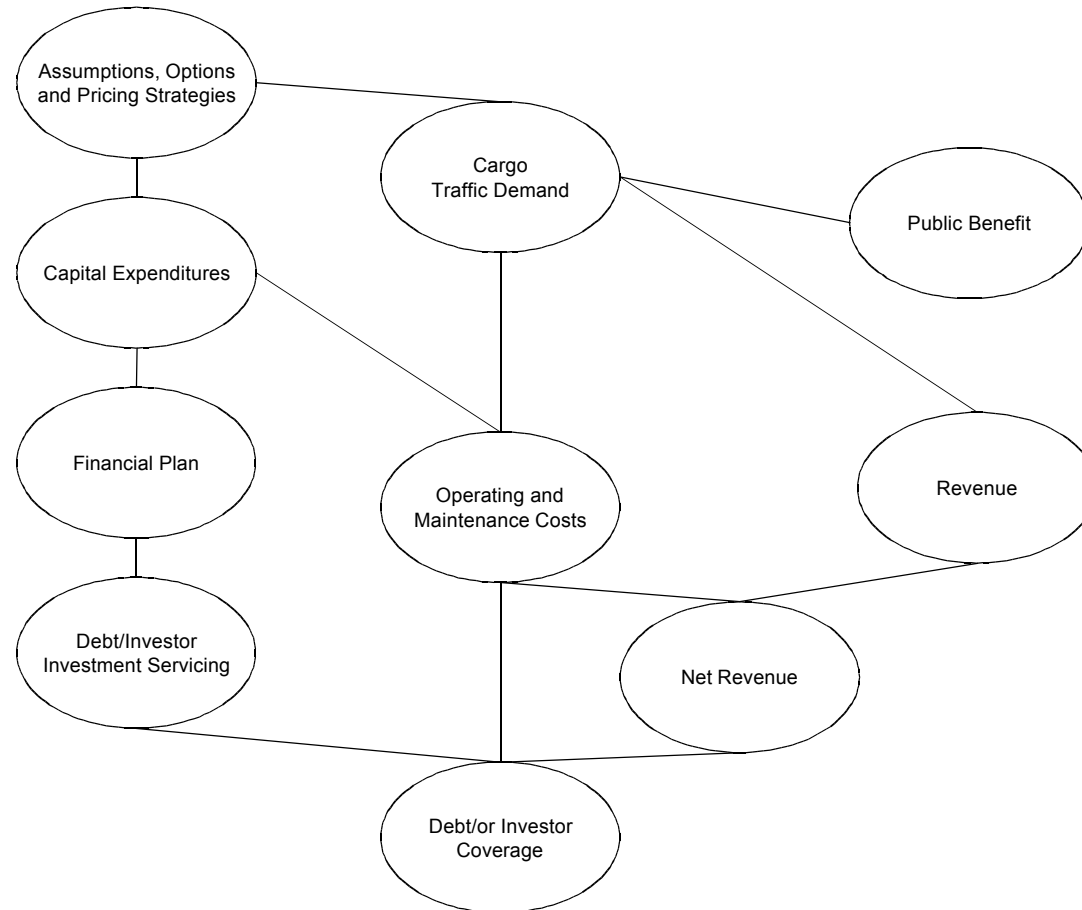 Assumptions, Options
and Pricing Strategies
Cargo
Traffic Demand
Public Benefit
Capital Expenditures
Financial Plan
Operating and
Maintenance Costs
Revenue
Debt/Investor
Investment Servicing
Net Revenue
Debt/or Investor
Coverage